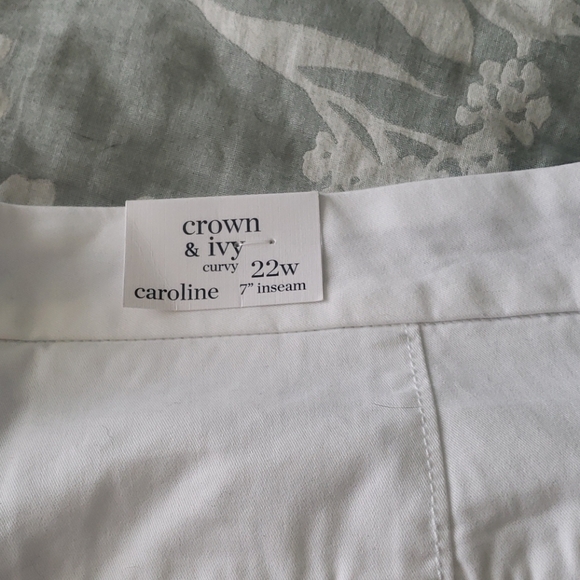 crown
& ivy
curvy 22w
caroline 7” inseam